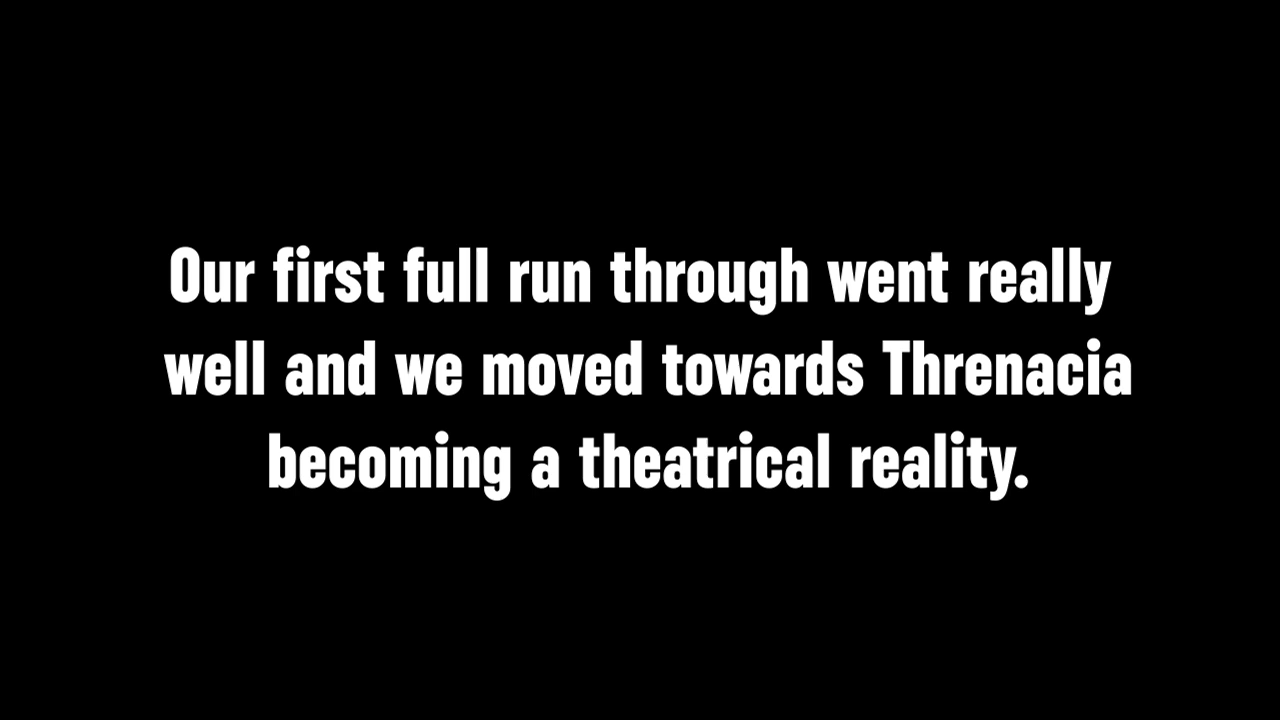 Our first full run through went really
well and we moved towards Threnacia
becoming a theatrical reality.